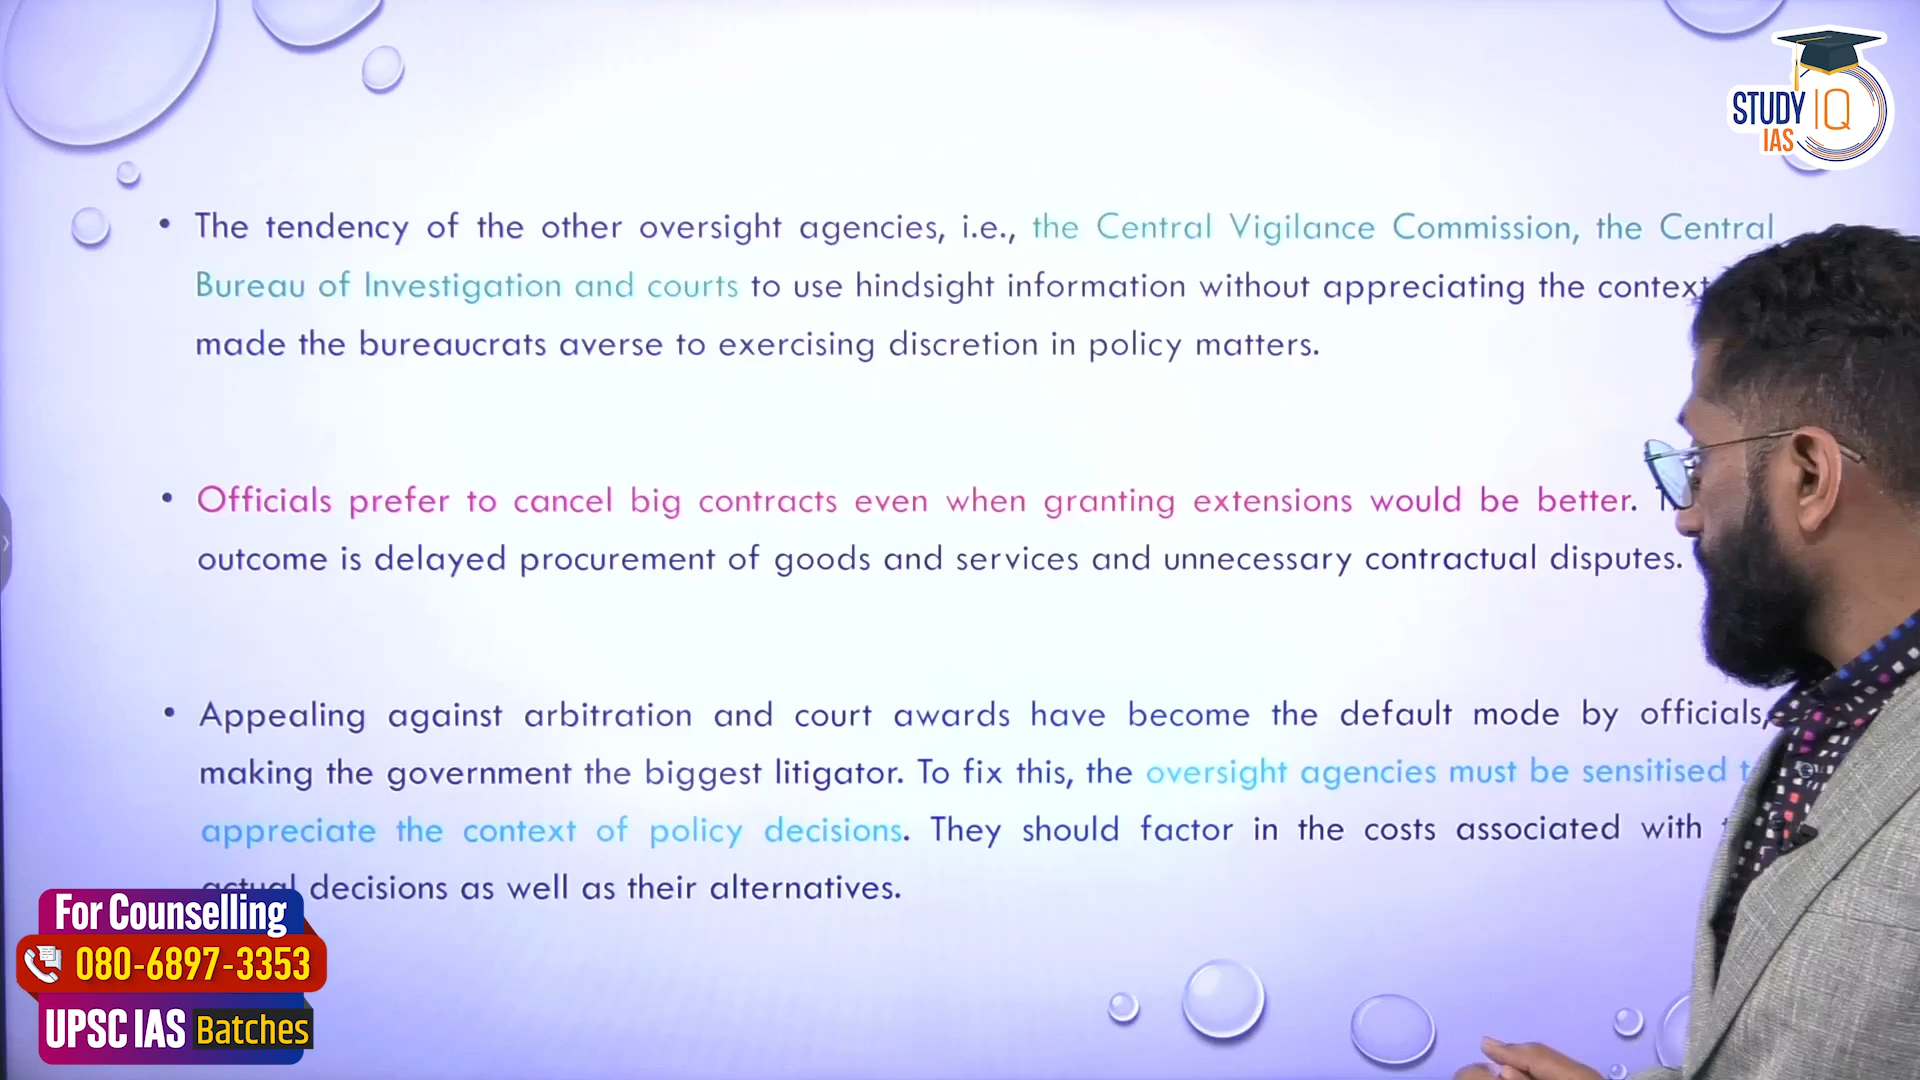 STUDY IQ
IAS
• The tendency of the other oversight agencies, i.e., the Central Vigilance Commission, the Central
Bureau of Investigation and courts to use hindsight information without appreciating the context
made the bureaucrats averse to exercising discretion in policy matters.
• Officials prefer to cancel big contracts even when granting extensions would be better.
outcome is delayed procurement of goods and services and unnecessary contractual disputes.
• Appealing against arbitration and court awards have become the default mode by officials,
making the government the biggest litigator. To fix this, the oversight agencies must be sensitised
appreciate the context of policy decisions. They should factor in the costs associated with
actual decisions as well as their alternatives.
For Counselling
080-6897-3353
UPSC IAS Batches